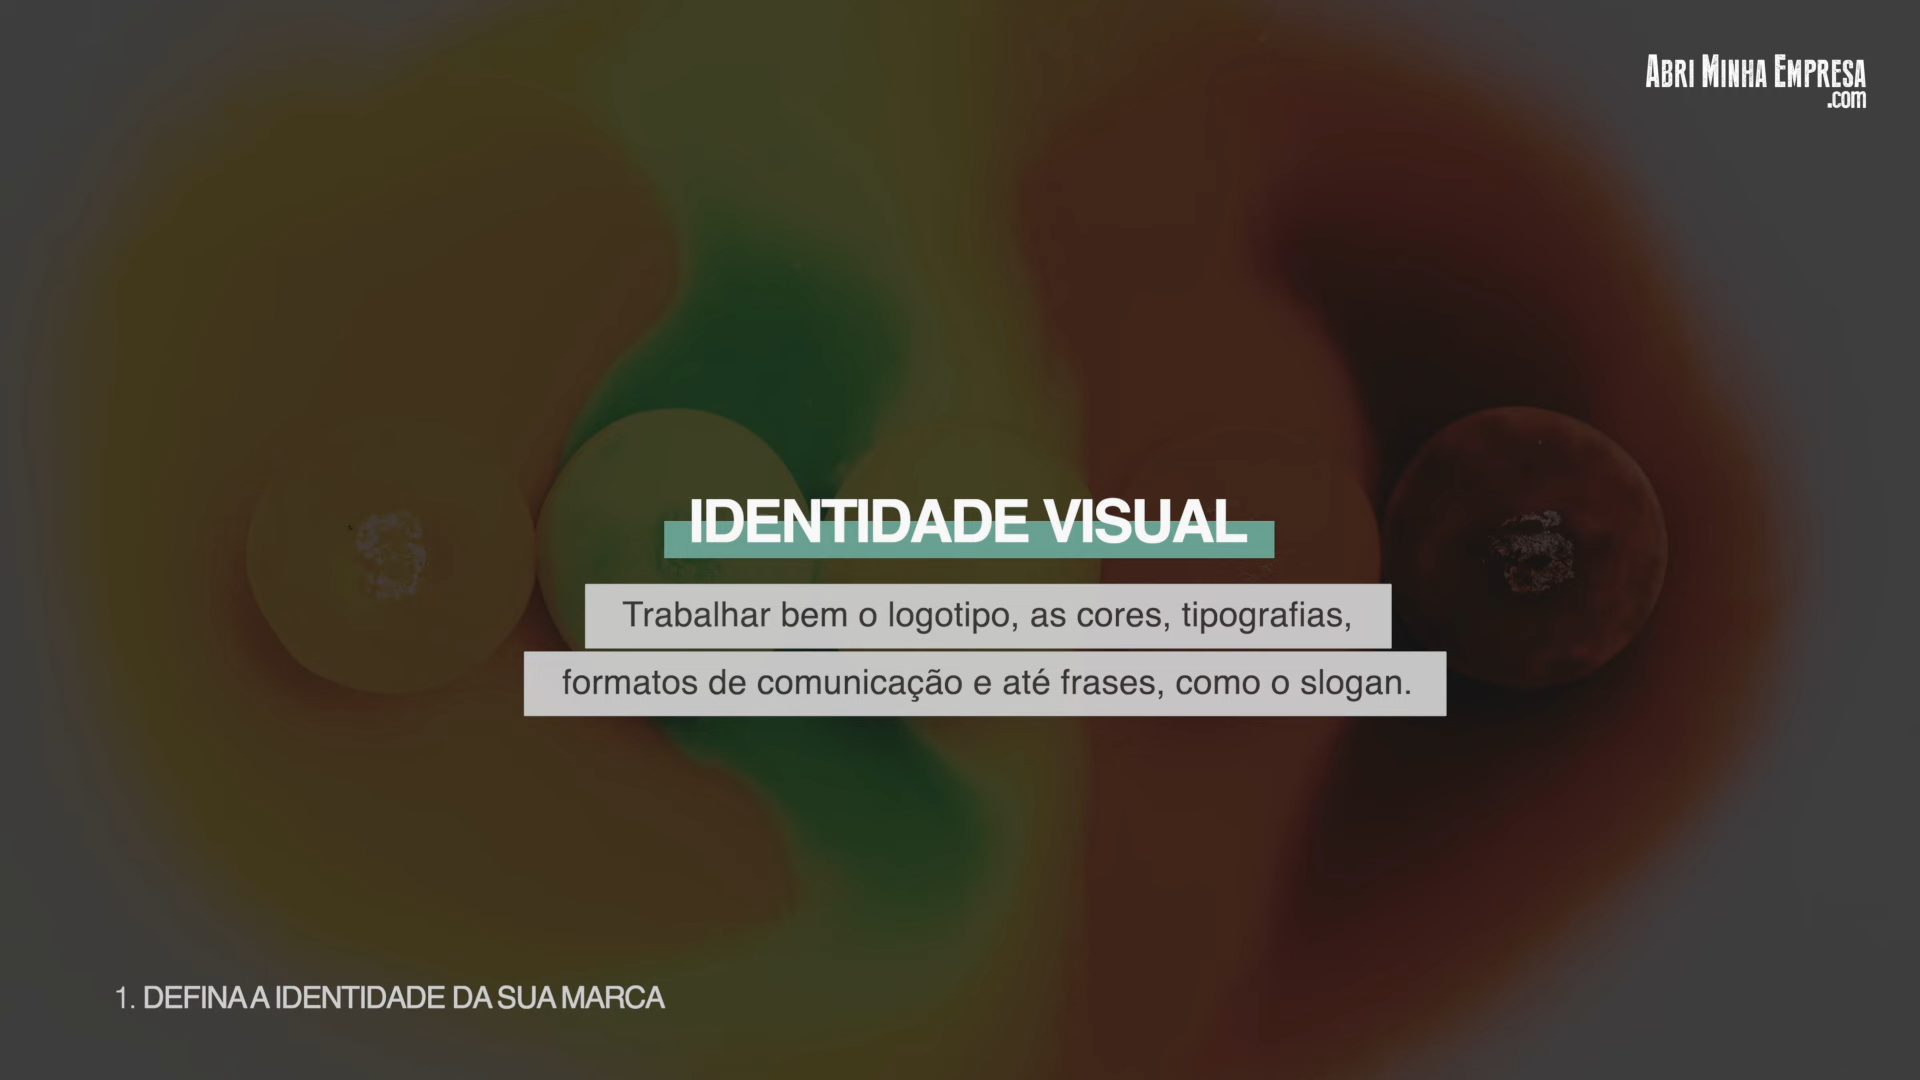 ABRI MINHA EMPRESA
.com
IDENTIDADE VISUAL
Trabalhar bem o logotipo, as cores, tipografias,
formatos de comunicação e até frases, como o slogan.
1. DEFINA A IDENTIDADE DA SUA MARCA